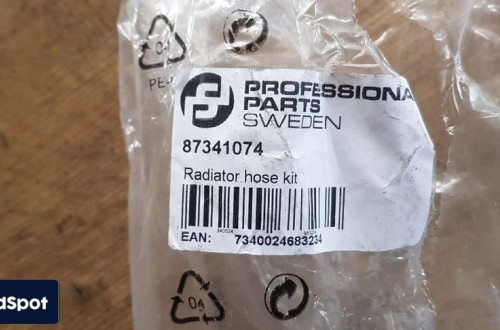 04
PE-
PROFESSIONA
PARTS
SWEDEN
87341074
Radiator hose kit
EAN: 7340024683234
dSpot
04